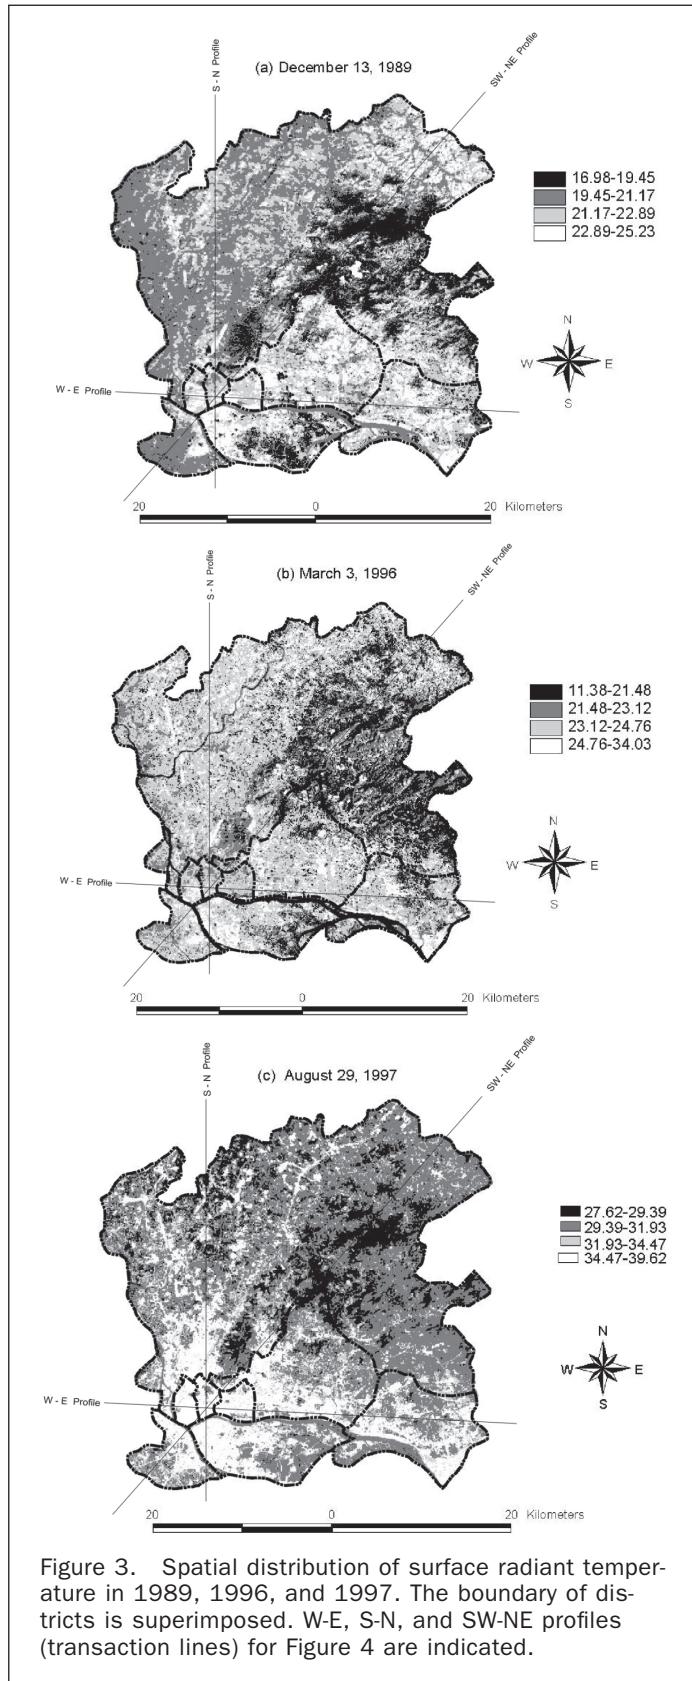 S - N Profile
SW-NE Profile
(a) December 13, 1989
16.98-19.45
19.45-21.17
21.17-22.89
22.89-25.23
N
W E
S
W - E Profile
20 0 20 Kilometers
S - N Profile
SW-NE Profile
(b) March 3, 1996
11.38-21.48
21.48-23.12
23.12-24.76
24.76-34.03
N
W E
S
W - E Profile
20 0 20 Kilometers
S - N Profile
SW-NE Profile
(c) August 29, 1997
27.62-29.39
29.39-31.93
31.93-34.47
34.47-39.62
N
W E
S
W - E Profile
20 0 20 Kilometers
Figure 3. Spatial distribution of surface radiant temper-
ature in 1989, 1996, and 1997. The boundary of dis-
tricts is superimposed. W-E, S-N, and SW-NE profiles
(transaction lines) for Figure 4 are indicated.